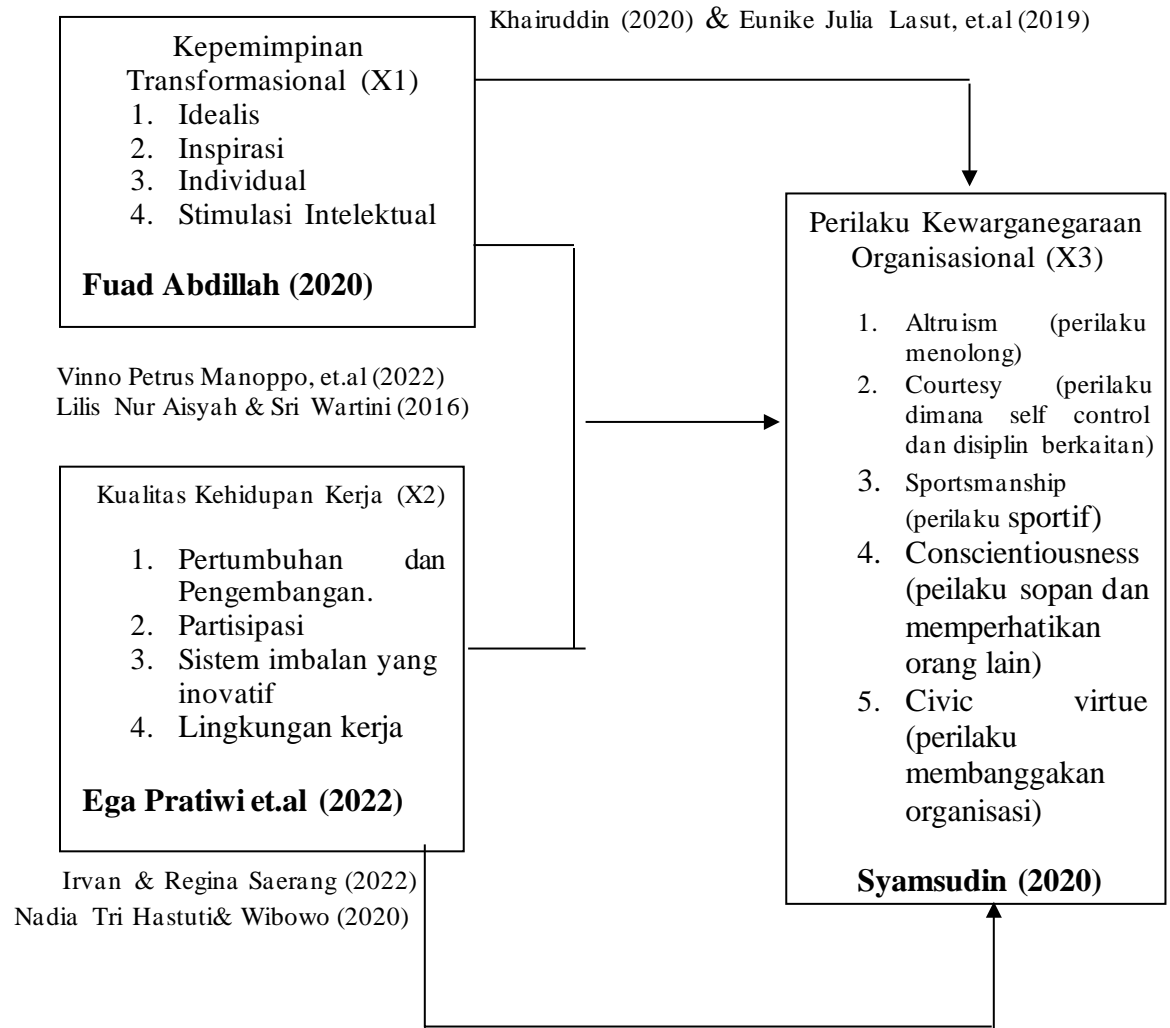 Khairuddin (2020) & Eunike Julia Lasut, et.al (2019)
Kepemimpinan
Transformasional (X1)
1. Idealis
2. Inspirasi
3. Individual
4. Stimulasi Intelektual
Fuad Abdillah (2020)
Vinno Petrus Manoppo, et.al (2022)
Lilis Nur Aisyah & Sri Wartini (2016)
Kualitas Kehidupan Kerja (X2)
1. Pertumbuhan dan
Pengembangan.
2. Partisipasi
3. Sistem imbalan yang
inovatif
4. Lingkungan kerja
Ega Pratiwi et.al (2022)
Irvan & Regina Saerang (2022)
Nadia Tri Hastuti& Wibowo (2020)
Perilaku Kewarganegaraan
Organisasional (X3)
1. Altruism (perilaku
menolong)
2. Courtesy (perilaku
dimana self control
dan disiplin berkaitan)
3. Sportsmanship
(perilaku sportif)
4. Conscientiousness
(peilaku sopan dan
memperhatikan
orang lain)
5. Civic virtue
(perilaku
membanggakan
organisasi)
Syamsudin (2020)